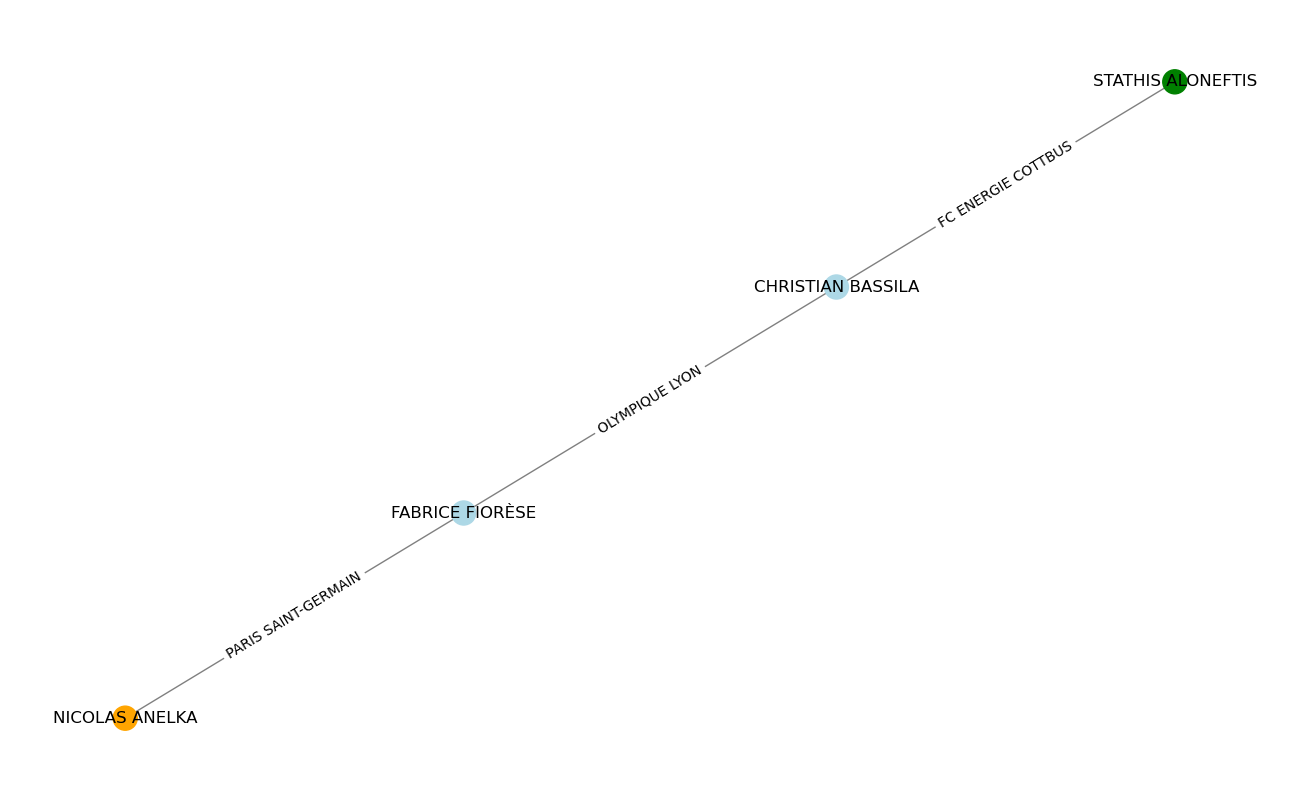 STATHIS ALONEFTIS
FC ENERGIE COTTBUS
CHRISTIAN BASSILA
OLYMPIQUE LYON
FABRICE FIORÈSE
PARIS SAINT-GERMAIN
NICOLAS ANELKA